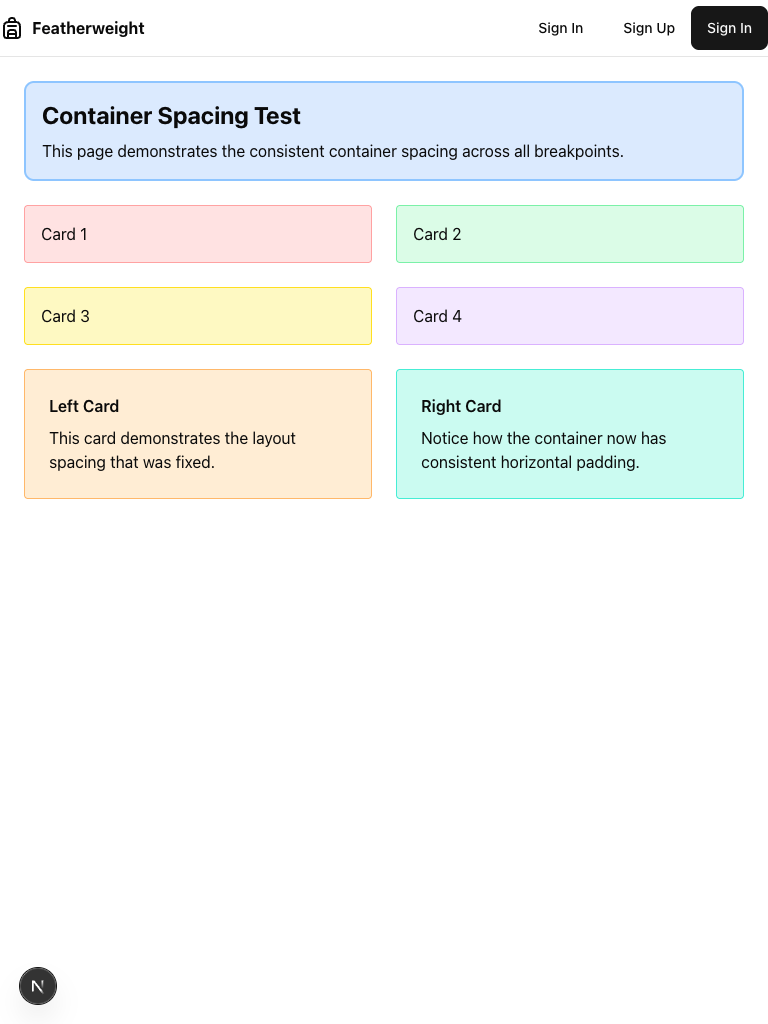 Featherweight
Sign In
Sign Up
Sign In
Container Spacing Test
This page demonstrates the consistent container spacing across all breakpoints.
Card 1
Card 2
Card 3
Card 4
Left Card
This card demonstrates the layout
spacing that was fixed.
Right Card
Notice how the container now has
consistent horizontal padding.
N